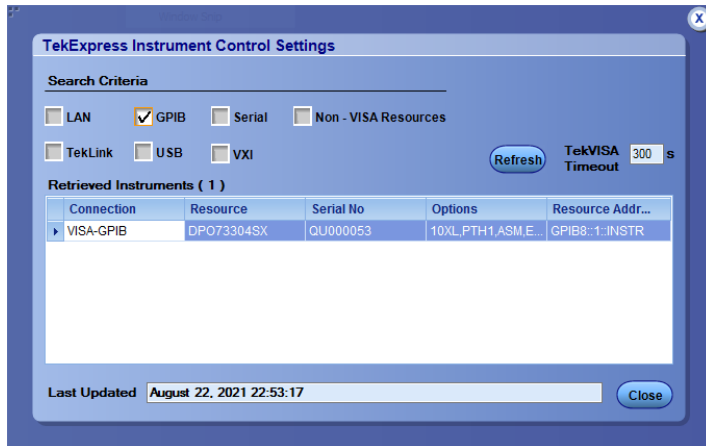 TekExpress Instrument Control Settings
Search Criteria
LAN GPIB Serial Non - VISA Resources
TekLink USB VXI Refresh TekVISA Timeout 300 s
Retrieved Instruments ( 1 )
Connection Resource Serial No Options Resource Addr...
VISA-GPIB DPO73304SX QU000053 10XL,PTH1,ASM,E... GPIB8::1::INSTR
Last Updated August 22, 2021 22:53:17 Close